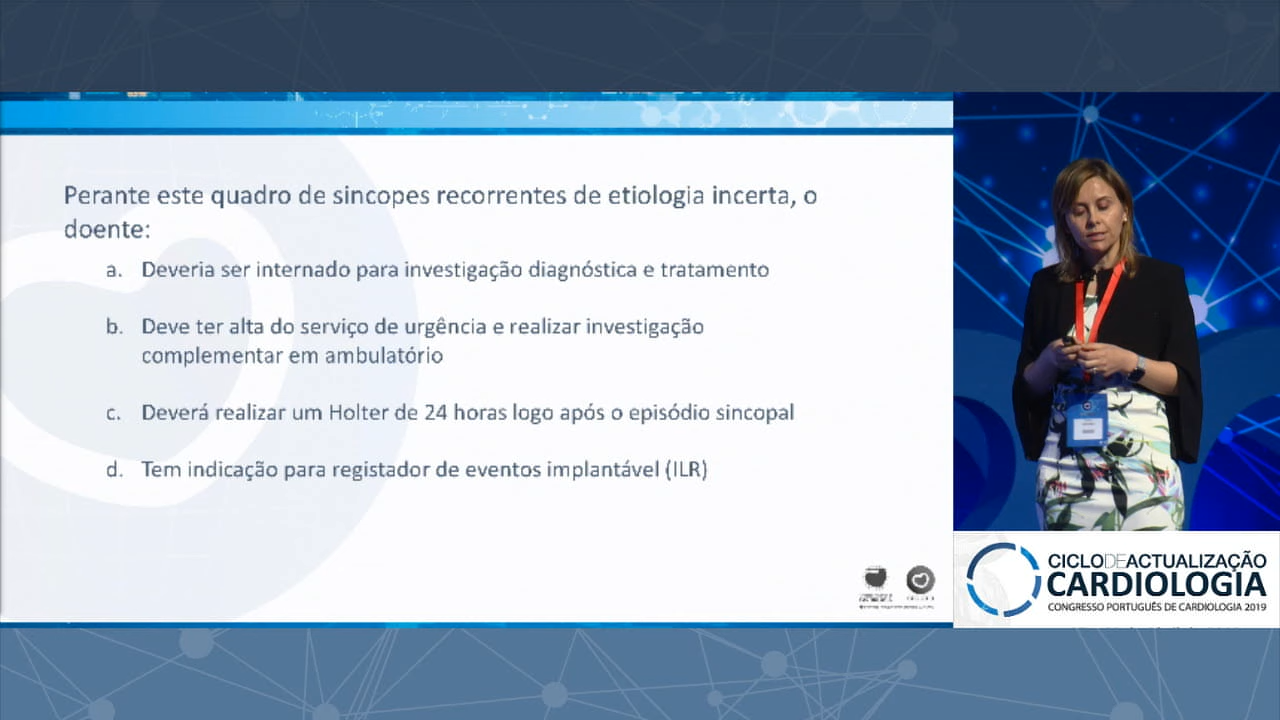 Perante este quadro de sincopes recorrentes de etiologia incerta, o
doente:
a. Deveria ser internado para investigação diagnóstica e tratamento
b. Deve ter alta do serviço de urgência e realizar investigação
complementar em ambulatório
c. Deverá realizar um Holter de 24 horas logo após o episódio sincopal
d. Tem indicação para registador de eventos implantável (ILR)
CICLODEACTUALIZAÇÃO
CARDIOLOGIA
CONGRESSO PORTUGUÊS DE CARDIOLOGIA 2019